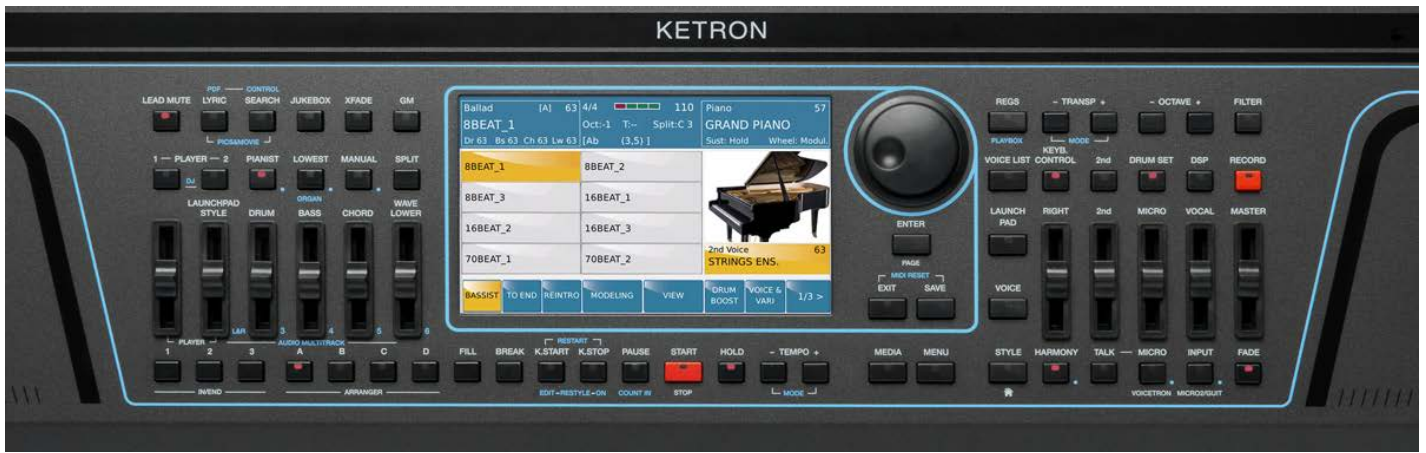 KETRON
PDF — CONTROL
LEAD MUTE LYRIC SEARCH JUKEBOX XFADE GM
PIC&MOVIE
1 — PLAYER — 2 PIANIST LOWEST MANUAL SPLIT
DJ ORGAN
LAUNCHPAD STYLE DRUM BASS CHORD WAVE LOWER
L&R 3 4 5 6
PLAYER AUDIO MULTITRACK
1 2 3 A B C D
IN/END ARRANGER
Ballad [A] 63 4/4 110 Piano 57
8BEAT_1 Oct:-1 T:-- Split:C 3 GRAND PIANO
Dr 63 Bs 63 Ch 63 Lw 63 [Ab (3,5) ] Sust: Hold Wheel: Modul.
8BEAT_1 8BEAT_2
8BEAT_3 16BEAT_1
16BEAT_2 16BEAT_3
70BEAT_1 70BEAT_2
2nd Voice 63
STRINGS ENS.
BASSIST TO END REINTRO MODELING VIEW DRUM BOOST VOICE & VARI 1/3 >
RESTART
FILL BREAK K.START K.STOP PAUSE START HOLD - TEMPO +
EDIT-RESTYLE-ON COUNT IN STOP MODE
ENTER
PAGE
MIDI RESET
EXIT SAVE
MEDIA MENU
REGS - TRANSP + - OCTAVE + FILTER
PLAYBOX MODE
VOICE LIST KEYB. CONTROL 2nd DRUM SET DSP RECORD
LAUNCH PAD RIGHT 2nd MICRO VOCAL MASTER
VOICE
STYLE HARMONY TALK — MICRO INPUT FADE
VOICETRON MICRO2/GUIT